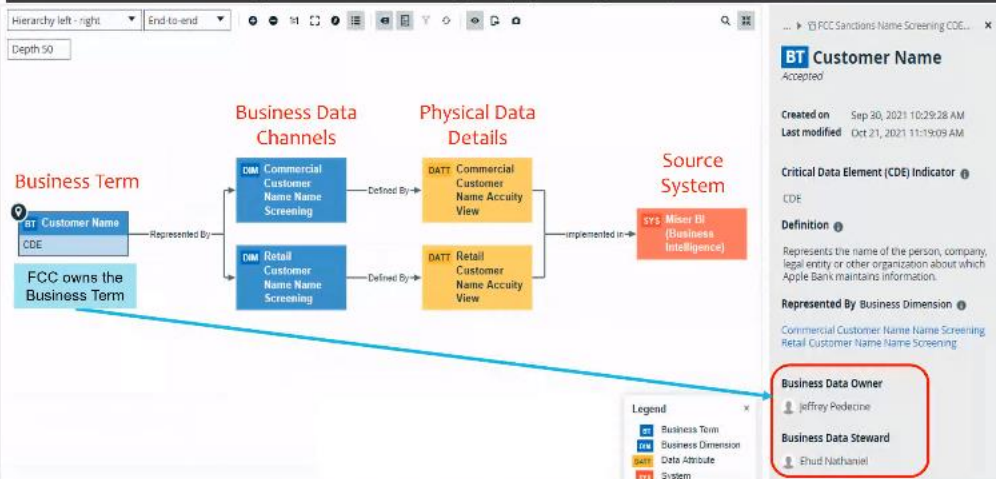 Hierarchy left - right
End-to-end
Depth 50
Business Term
Business Data
Channels
Physical Data
Details
Source
System
BT Customer Name
CDE
FCC owns the
Business Term
Represented By
DIM Commercial
Customer
Name Name
Screening
DIM Retail
Customer
Name Name
Screening
Defined By
Defined By
DATT Commercial
Customer
Name Accuity
View
DATT Retail
Customer
Name Accuity
View
implemented in
SYS Miser BI
(Business
Intelligence)
Legend
×
BT Business Term
DIM Business Dimension
DATT Data Attribute
SYS System
... FCC Sanctions Name Screening CDE... ×
BT Customer Name
Accepted
Created on Sep 30, 2021 10:29:28 AM
Last modified Oct 21, 2021 11:19:09 AM
Critical Data Element (CDE) Indicator
CDE
Definition
Represents the name of the person, company,
legal entity or other organization about which
Apple Bank maintains information.
Represented By Business Dimension
Commercial Customer Name Name Screening
Retail Customer Name Name Screening
Business Data Owner
Jeffrey Pedecine
Business Data Steward
Ehud Nathaniel